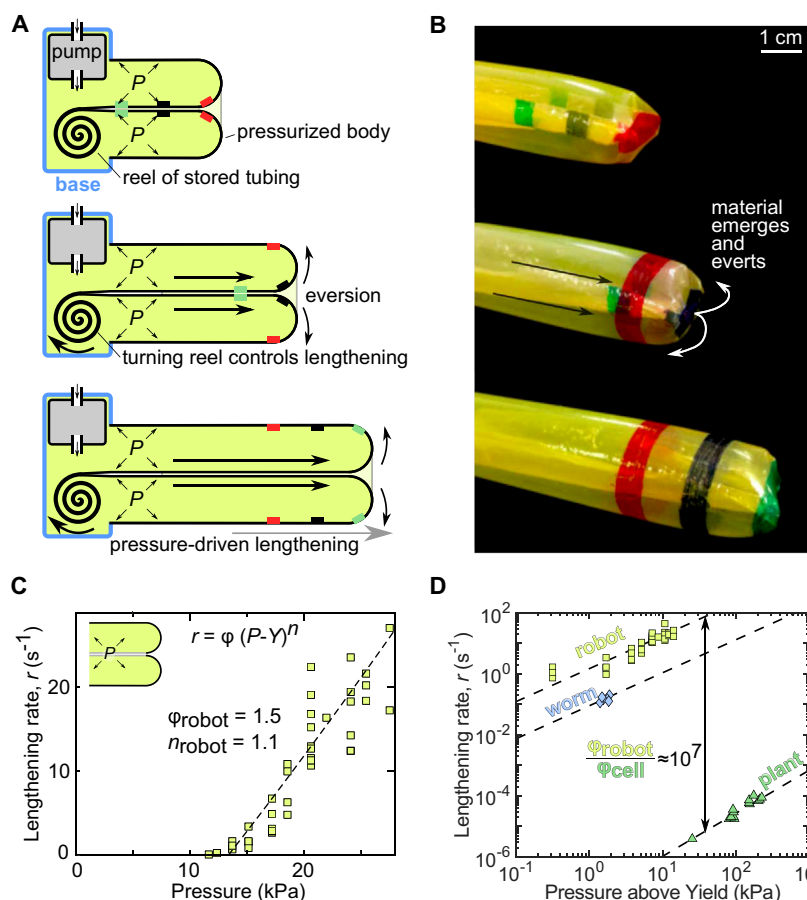 A
pump
P
P
pressurized body
reel of stored tubing
base
P
eversion
P
turning reel controls lengthening
P
P
pressure-driven lengthening
B
1 cm
material
emerges
and
everts
C
P
r = φ (P-Y)ⁿ
φrobot = 1.5
nrobot = 1.1
Lengthening rate, r (s⁻¹)
20
10
0
0
10
20
Pressure (kPa)
D
robot
worm
φrobot
φcell
≈10⁷
plant
Lengthening rate, r (s⁻¹)
10²
10⁰
10⁻²
10⁻⁴
10⁻⁶
10⁻¹
10⁰
10¹
10²
Pressure above Yield (kPa)